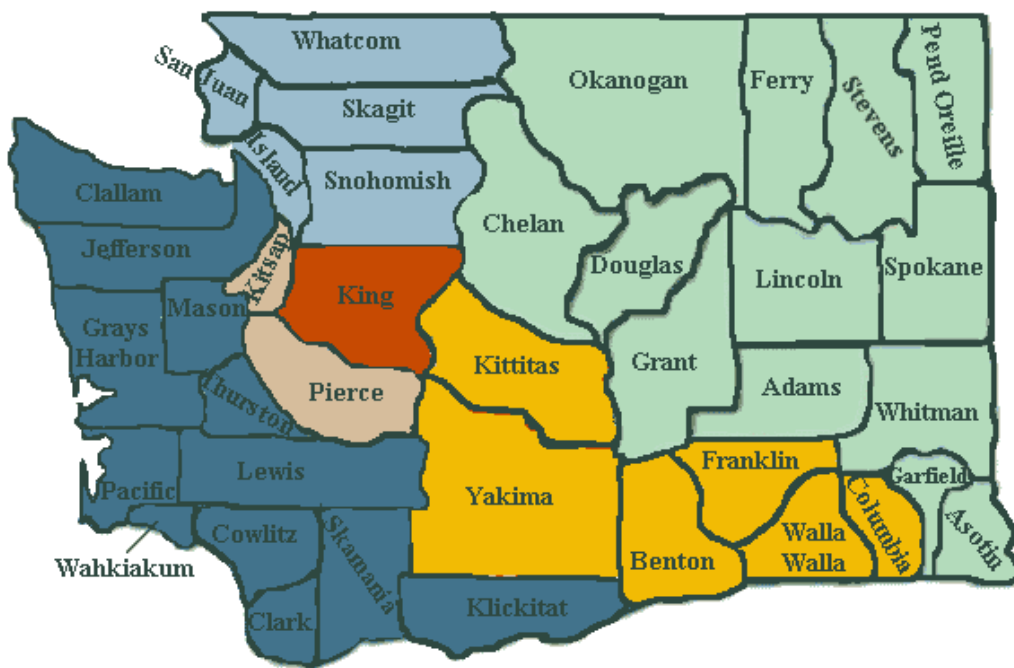 Whatcom
San Juan
Skagit
Island
Snohomish
Okanogan
Ferry
Stevens
Pend Oreille
Clallam
Jefferson
Kitsap
Chelan
Douglas
Lincoln
Spokane
King
Mason
Grays
Harbor
Kittitas
Grant
Adams
Pierce
Thurston
Whitman
Franklin
Garfield
Lewis
Yakima
Pacific
Columbia
Asotin
Walla
Walla
Benton
Cowlitz
Skamania
Wahkiakum
Klickitat
Clark